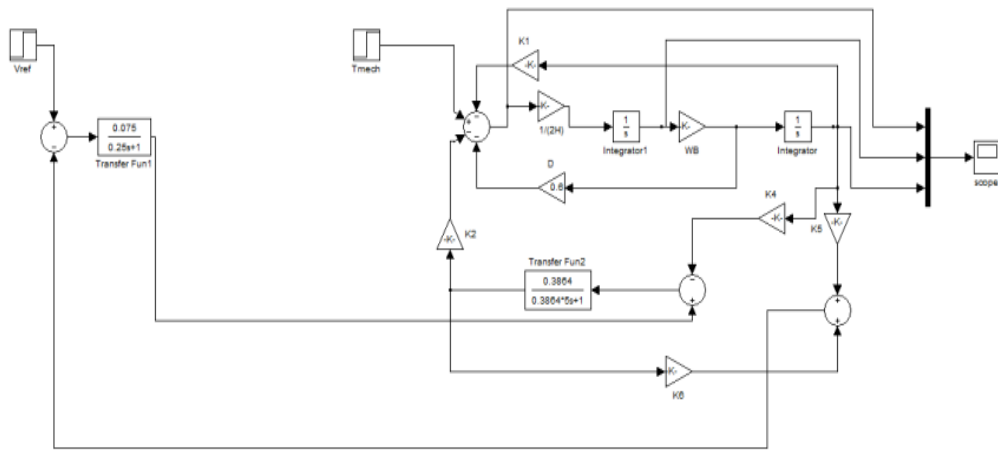 Vref
0.075
0.25s+1
Transfer Fun1
Tmech
K1
-K-
K-
1/(2H)
1
s
Integrator1
K-
WB
1
s
Integrator
scope
D
0.6
K4
-K-
-K-
K5
-K-
K2
Transfer Fun2
0.3864
0.3864*5s+1
K-
K6